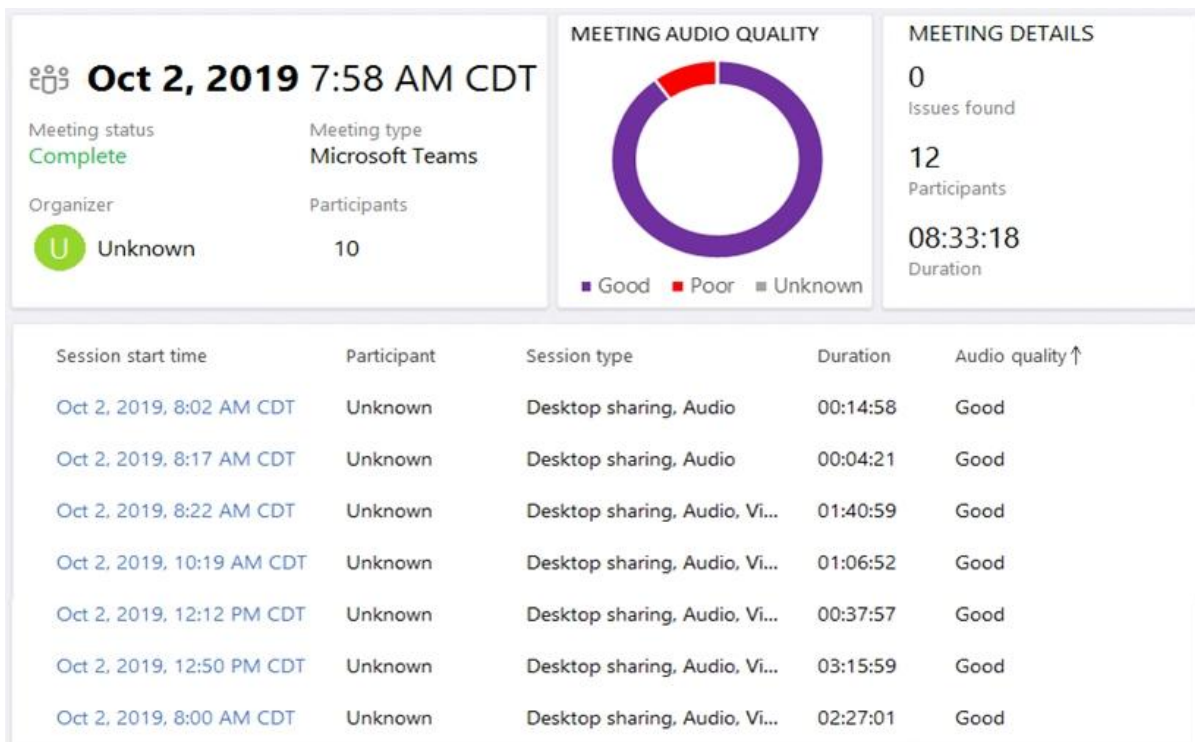 Oct 2, 2019 7:58 AM CDT
Meeting status
Complete
Meeting type
Microsoft Teams
Organizer
U Unknown
Participants
10
MEETING AUDIO QUALITY
Good Poor Unknown
MEETING DETAILS
0
Issues found
12
Participants
08:33:18
Duration
Session start time Participant Session type Duration Audio quality↑
Oct 2, 2019, 8:02 AM CDT Unknown Desktop sharing, Audio 00:14:58 Good
Oct 2, 2019, 8:17 AM CDT Unknown Desktop sharing, Audio 00:04:21 Good
Oct 2, 2019, 8:22 AM CDT Unknown Desktop sharing, Audio, Vi... 01:40:59 Good
Oct 2, 2019, 10:19 AM CDT Unknown Desktop sharing, Audio, Vi... 01:06:52 Good
Oct 2, 2019, 12:12 PM CDT Unknown Desktop sharing, Audio, Vi... 00:37:57 Good
Oct 2, 2019, 12:50 PM CDT Unknown Desktop sharing, Audio, Vi... 03:15:59 Good
Oct 2, 2019, 8:00 AM CDT Unknown Desktop sharing, Audio, Vi... 02:27:01 Good